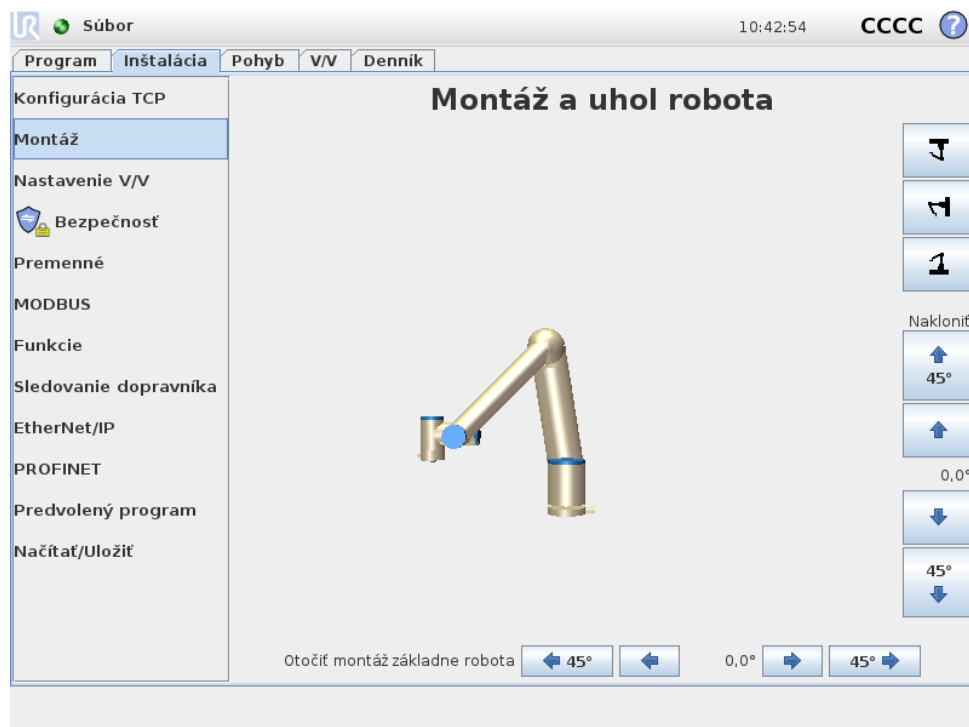 UR Súbor 10:42:54 CCCC ?
Program Inštalácia Pohyb V/V Denník
Konfigurácia TCP
Montáž
Nastavenie V/V
Bezpečnosť
Premenné
MODBUS
Funkcie
Sledovanie dopravníka
EtherNet/IP
PROFINET
Predvolený program
Načítať/Uložiť
Montáž a uhol robota
Nakloniť
45°
0,0°
45°
Otočiť montáž základne robota 45° 0,0° 45°